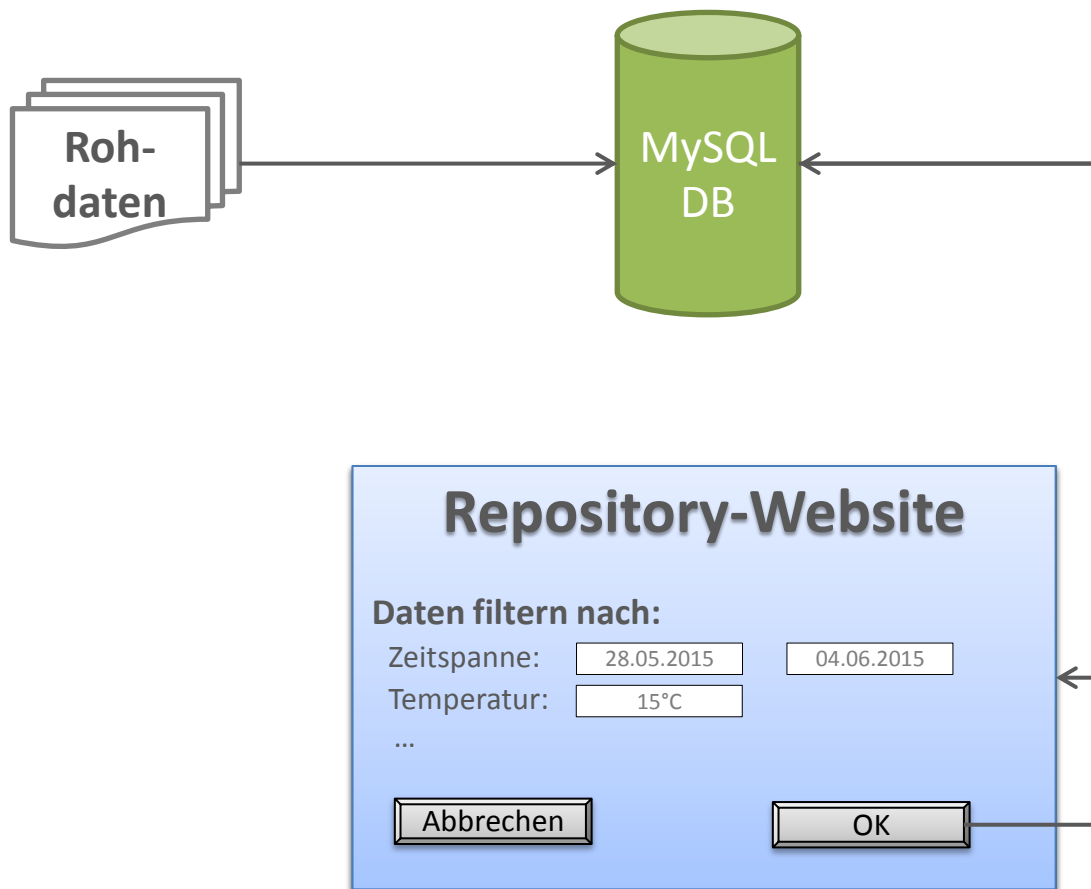 Roh-
daten
MySQL
DB
Repository-Website
Daten filtern nach:
Zeitspanne: 28.05.2015 04.06.2015
Temperatur: 15°C
...
Abbrechen OK